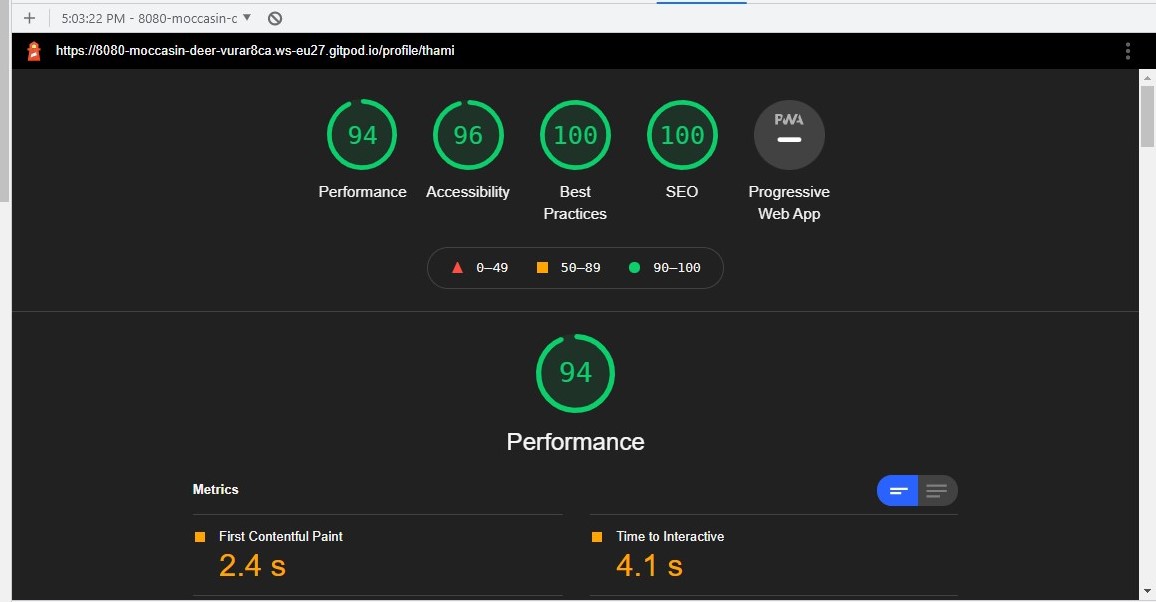 5:03:22 PM - 8080-moccasin-c
https://8080-moccasin-deer-vurar8ca.ws-eu27.gitpod.io/profile/thami
94 96 100 100 PWA
Performance Accessibility Best Practices SEO Progressive Web App
0–49 50–89 90–100
94
Performance
Metrics
First Contentful Paint Time to Interactive
2.4 s 4.1 s